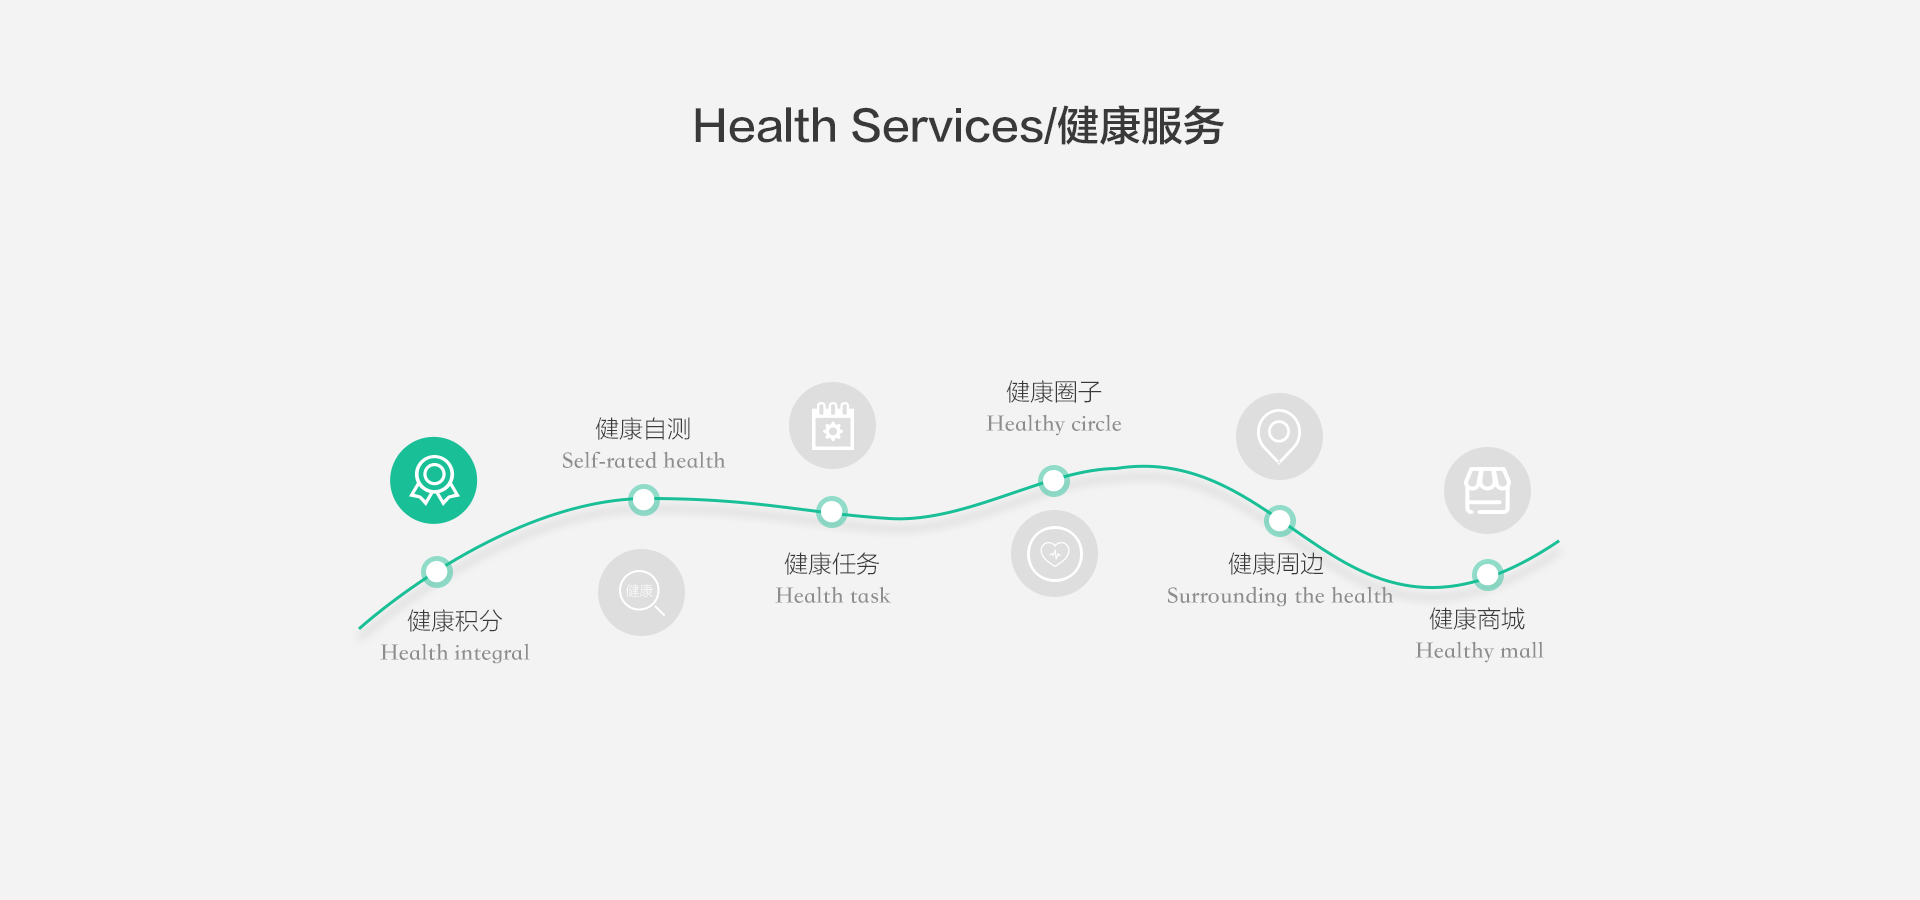 Health Services/健康服务
健康积分
Health integral
健康自测
Self-rated health
健康
健康任务
Health task
健康圈子
Healthy circle
健康周边
Surrounding the health
健康商城
Healthy mall